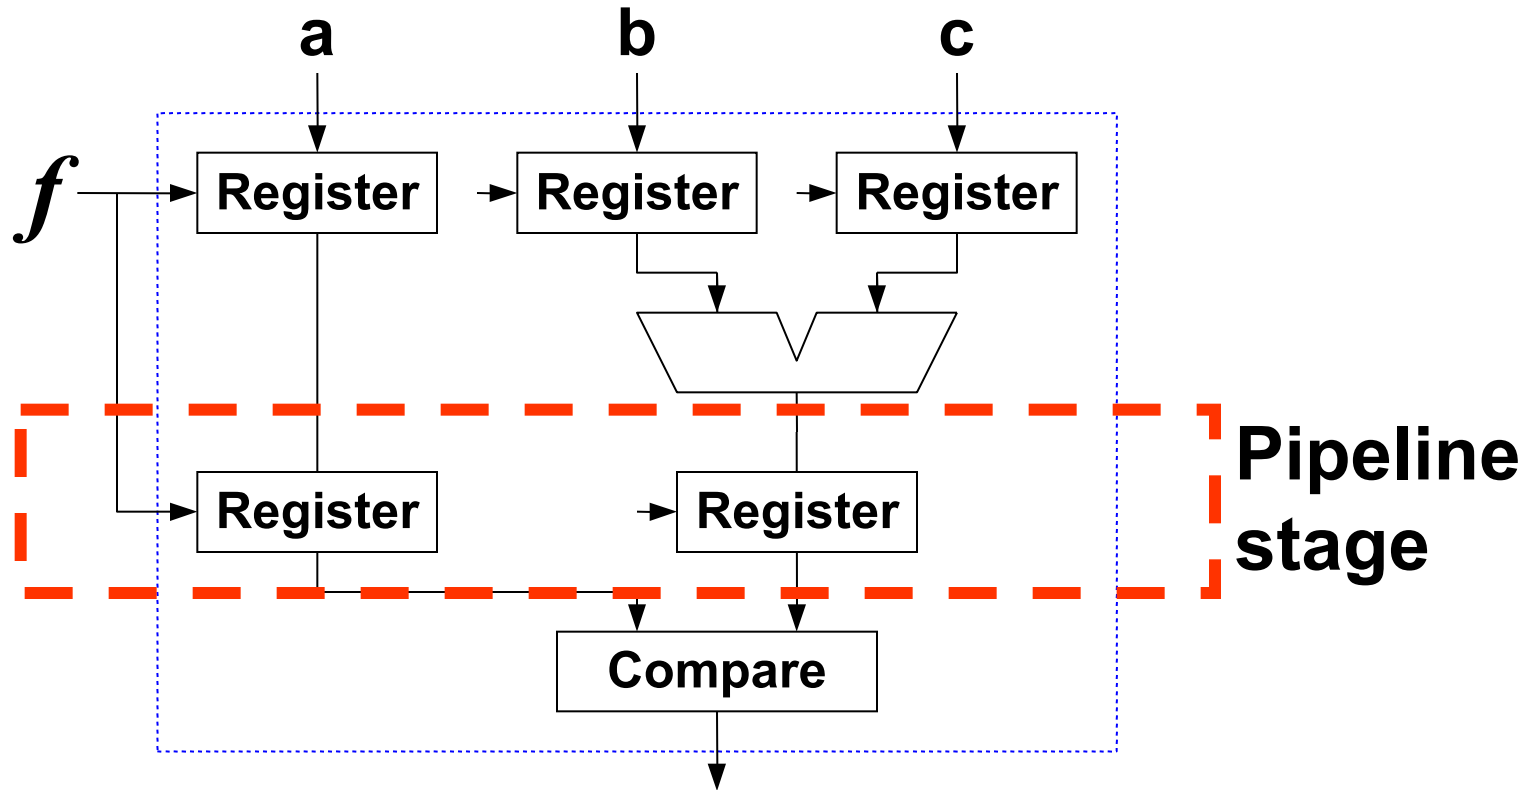 a b c
f Register Register Register
Register Register
Pipeline
stage
Compare